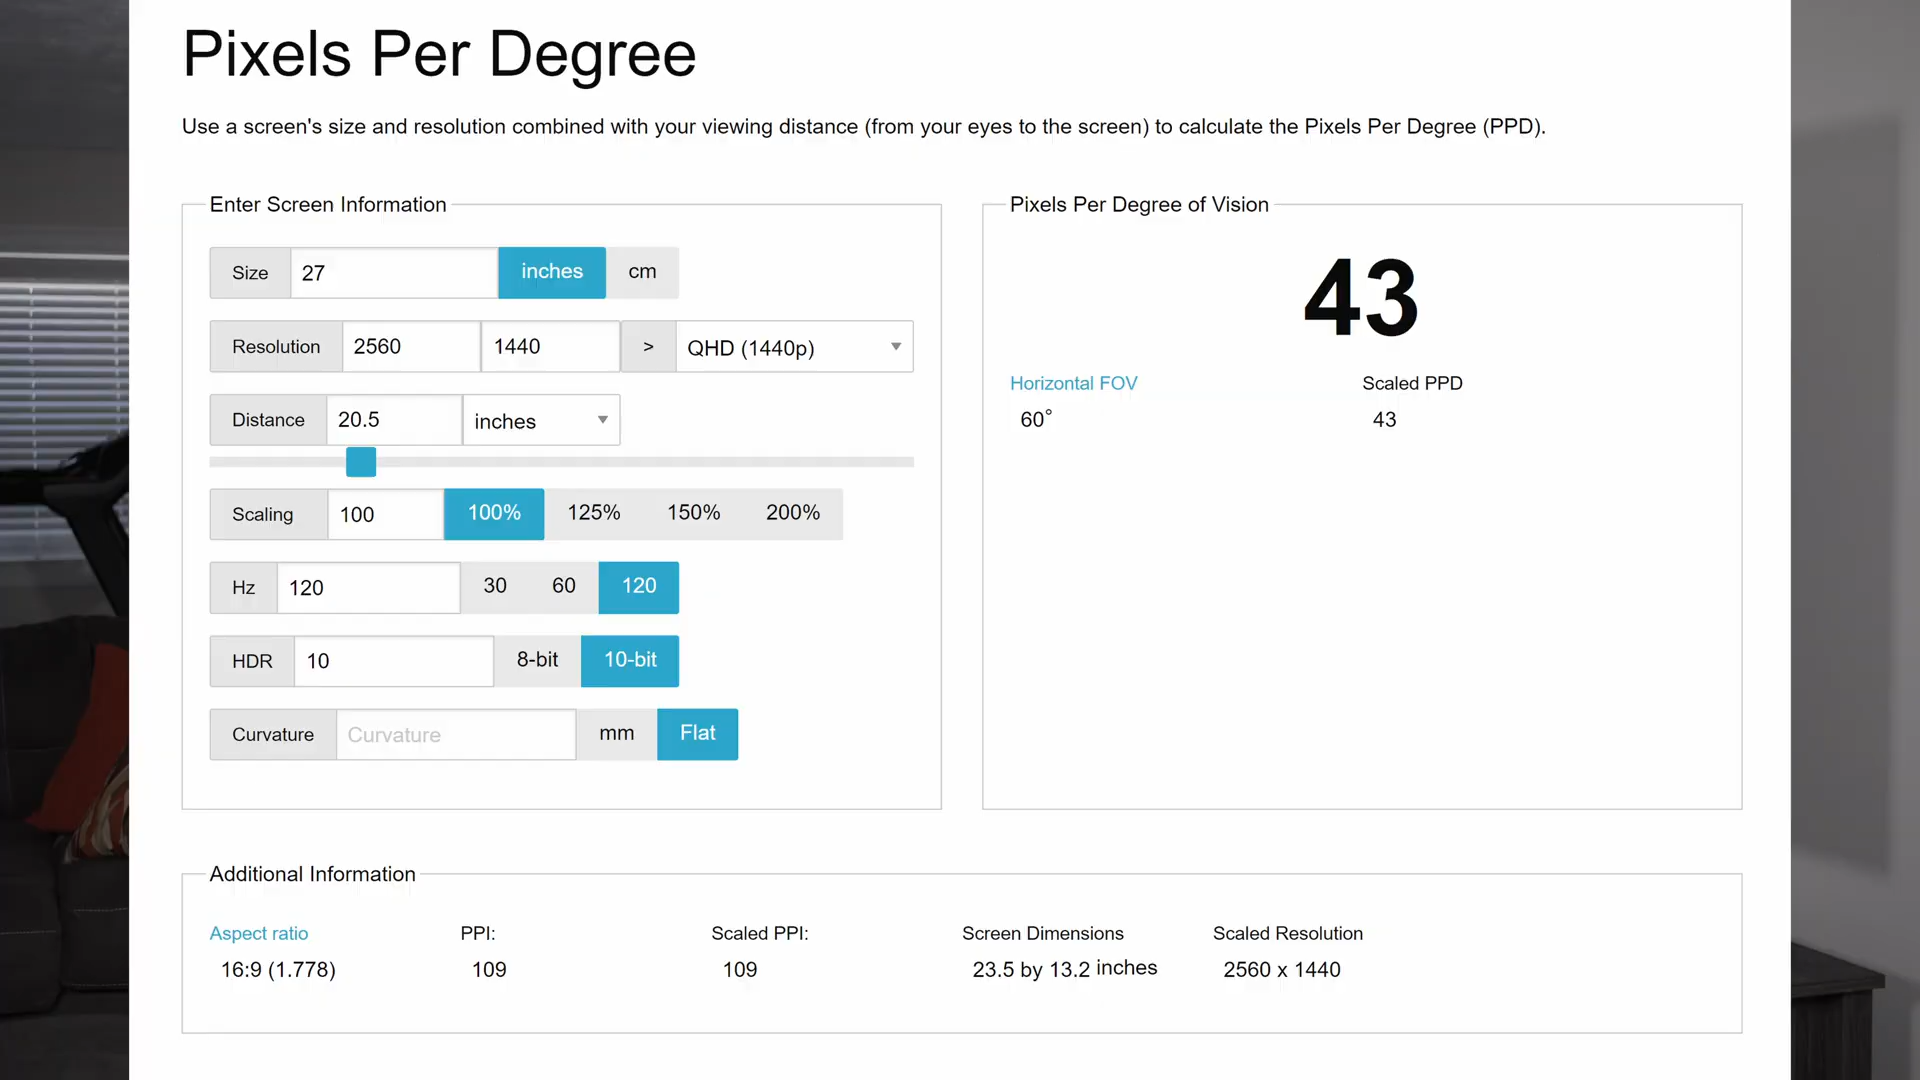 Pixels Per Degree
Use a screen's size and resolution combined with your viewing distance (from your eyes to the screen) to calculate the Pixels Per Degree (PPD).
Enter Screen Information
Size 27 inches cm
Resolution 2560 1440 > QHD (1440p)
Distance 20.5 inches
Scaling 100 100% 125% 150% 200%
Hz 120 30 60 120
HDR 10 8-bit 10-bit
Curvature Curvature mm Flat
Pixels Per Degree of Vision
43
Horizontal FOV Scaled PPD
60° 43
Additional Information
Aspect ratio PPI: Scaled PPI: Screen Dimensions Scaled Resolution
16:9 (1.778) 109 109 23.5 by 13.2 inches 2560 x 1440